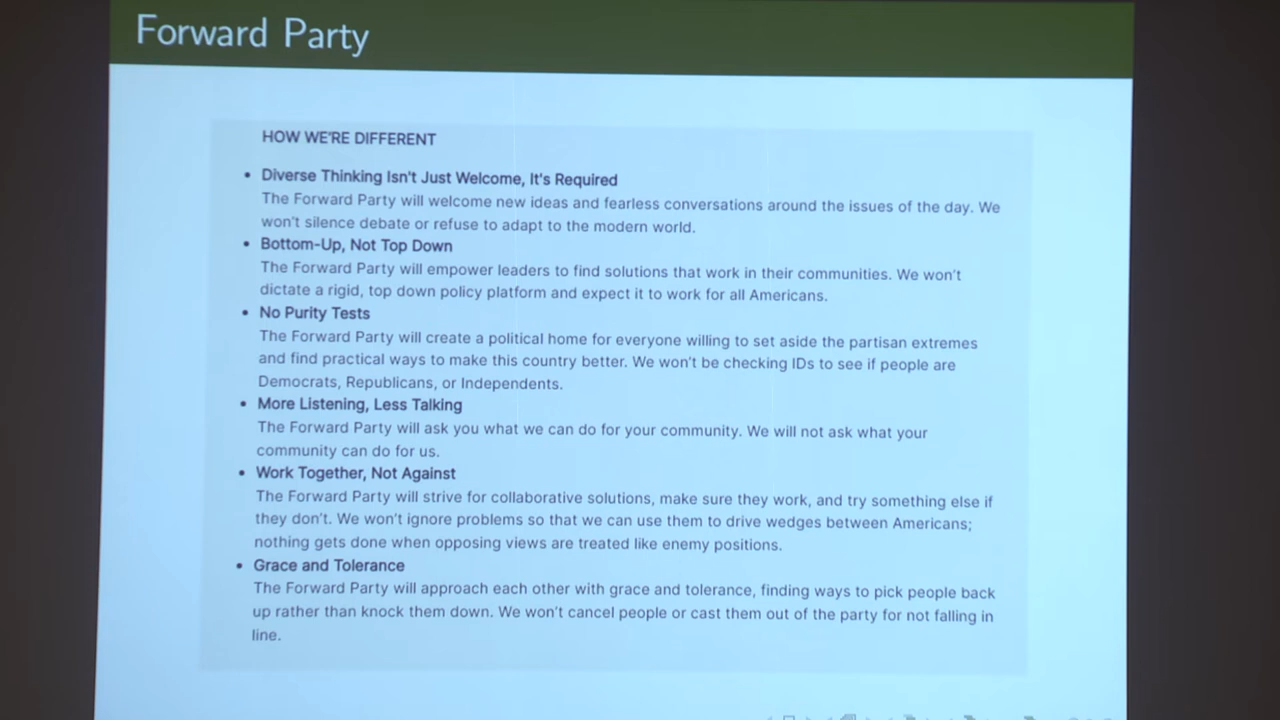 Forward Party
HOW WE'RE DIFFERENT
• Diverse Thinking Isn't Just Welcome, It's Required
The Forward Party will welcome new ideas and fearless conversations around the issues of the day. We
won't silence debate or refuse to adapt to the modern world.
• Bottom-Up, Not Top Down
The Forward Party will empower leaders to find solutions that work in their communities. We won't
dictate a rigid, top down policy platform and expect it to work for all Americans.
• No Purity Tests
The Forward Party will create a political home for everyone willing to set aside the partisan extremes
and find practical ways to make this country better. We won't be checking IDs to see if people are
Democrats, Republicans, or Independents.
• More Listening, Less Talking
The Forward Party will ask you what we can do for your community. We will not ask what your
community can do for us.
• Work Together, Not Against
The Forward Party will strive for collaborative solutions, make sure they work, and try something else if
they don't. We won't ignore problems so that we can use them to drive wedges between Americans;
nothing gets done when opposing views are treated like enemy positions.
• Grace and Tolerance
The Forward Party will approach each other with grace and tolerance, finding ways to pick people back
up rather than knock them down. We won't cancel people or cast them out of the party for not falling in
line.